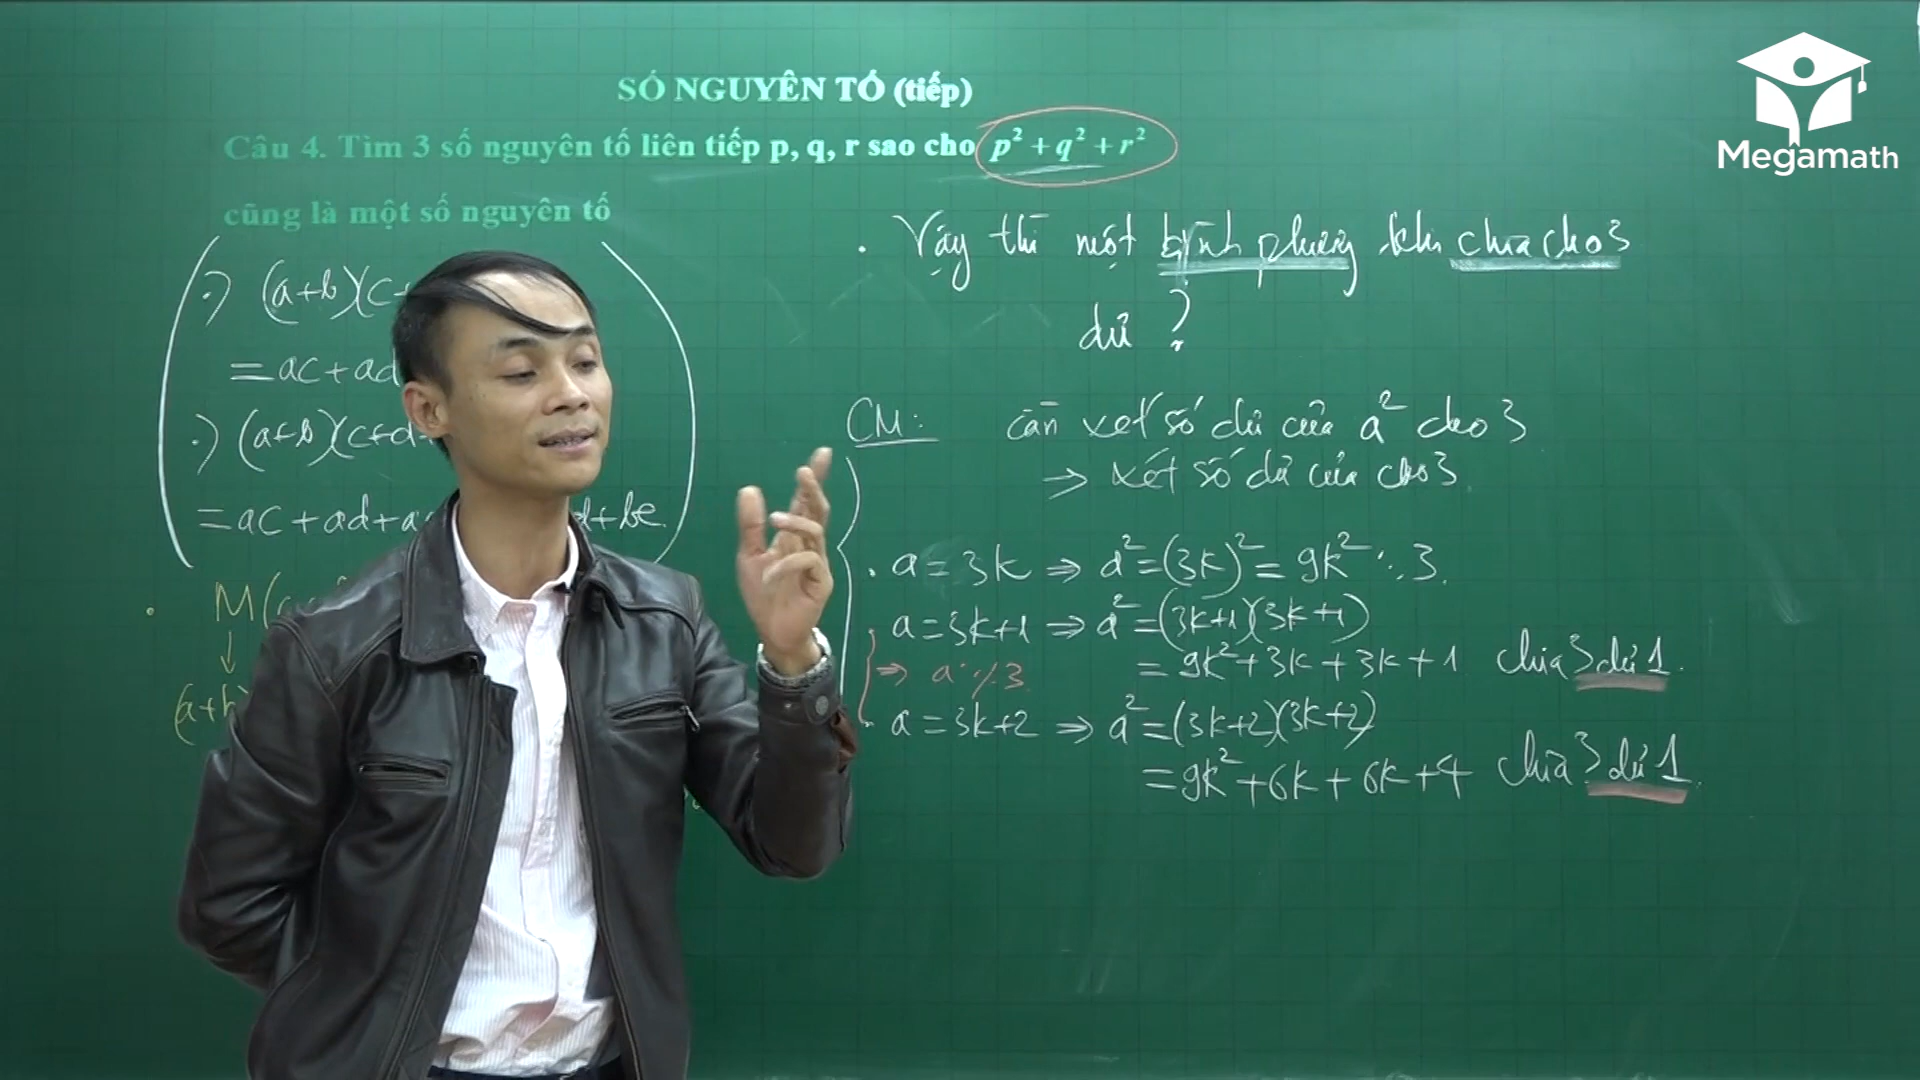 SỐ NGUYÊN TỐ (tiếp)
Câu 4. Tìm 3 số nguyên tố liên tiếp p, q, r sao cho p² + q² + r²
cũng là một số nguyên tố
Megamath
·) (a+b)(c+
= ac + ad
·) (a+b)(c+d
= ac + ad + a d + be
M(
↓
(a+b)
· Vậy thì một bình phương khi chia cho 3
dư ?
CM: cần xét số dư của a² cho 3
→ xét số dư của cho 3.
· a = 3k ⇒ a² = (3k)² = 9k² ⋮ 3.
· a = 3k+1 ⇒ a² = (3k+1)(3k+1)
= 9k² + 3k + 3k + 1 chia 3 dư 1.
⇒ a ⋮̸ 3
· a = 3k+2 ⇒ a² = (3k+2)(3k+2)
= 9k² + 6k + 6k + 4 chia 3 dư 1.